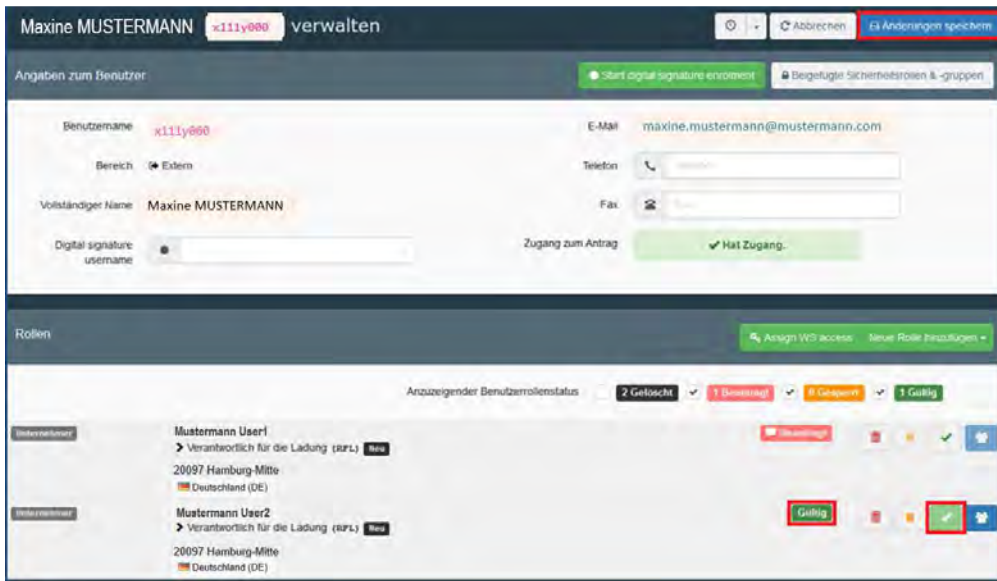 Maxine MUSTERMANN x111y000 verwalten
Abbrechen Änderungen speichern
Angaben zum Benutzer Start digital signature enrolment Beigefügte Sicherheitsrollen & -gruppen
Benutzername x111y000 E-Mail maxine.mustermann@mustermann.com
Bereich Extern Telefon
Vollständiger Name Maxine MUSTERMANN Fax
Digital signature username Zugang zum Antrag Hat Zugang.
Rollen Assign WS access Neue Rolle hinzufügen
Anzuzeigender Benutzerrollenstatus 2 Gelöscht 1 Beantragt 0 Gesperrt 1 Gültig
Unternehmer Mustermann User1 Beantragt
Verantwortlich für die Ladung (RFL) Neu
20097 Hamburg-Mitte
Deutschland (DE)
Unternehmer Mustermann User2 Gültig
Verantwortlich für die Ladung (RFL) Neu
20097 Hamburg-Mitte
Deutschland (DE)